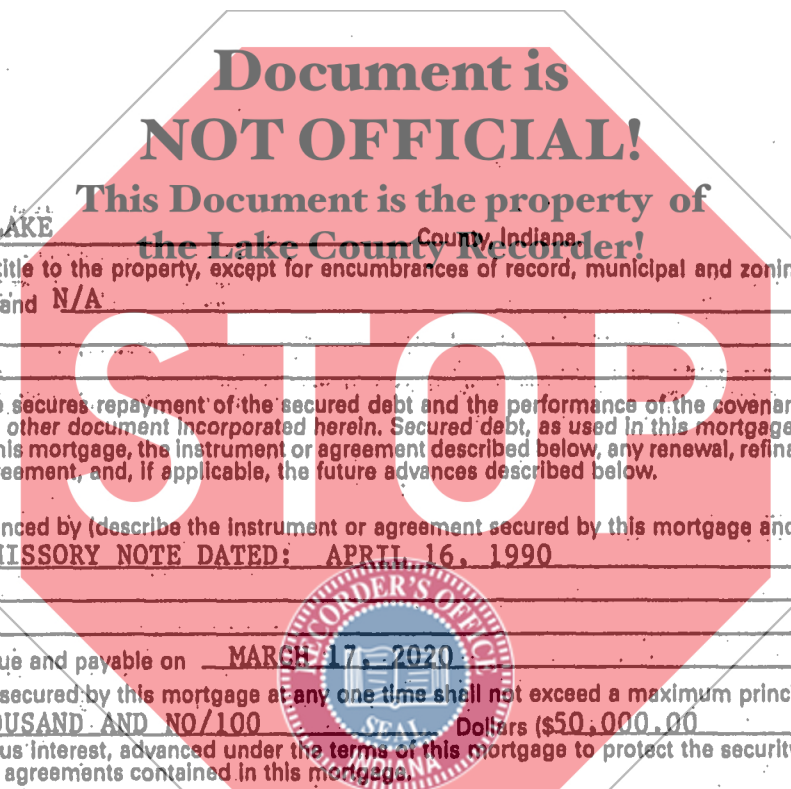 Document is
NOT OFFICIAL!
This Document is the property of
the Lake County Recorder!
AKE County, Indiana.
title to the property, except for encumbrances of record, municipal and zonin
and N/A
STOP
secures repayment of the secured debt and the performance of the covenan
other document incorporated herein. Secured debt, as used in this mortgage
his mortgage, the instrument or agreement described below, any renewal, refina
eement, and, if applicable, the future advances described below.
nced by (describe the instrument or agreement secured by this mortgage and
ISSORY NOTE DATED: APRIL 16, 1990
RECORDER'S OFFICE
ue and payable on MARCH 17, 2020
secured by this mortgage at any one time shall not exceed a maximum princ
OUSAND AND NO/100 Dollars ($50,000.00
SEAL
us interest, advanced under the terms of this mortgage to protect the security
INDIANA
agreements contained in this mortgage.